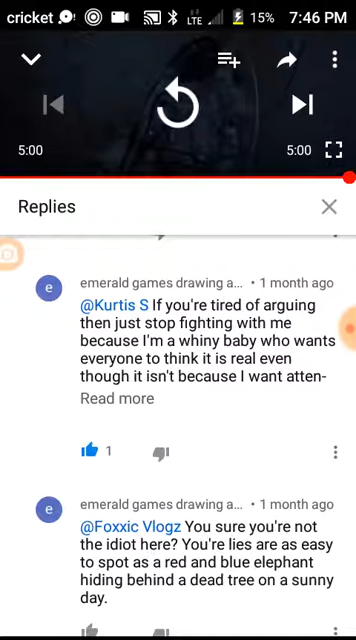 cricket LTE 15% 7:46 PM
5:00 5:00
Replies
emerald games drawing a... • 1 month ago
@Kurtis S If you're tired of arguing
then just stop fighting with me
because I'm a whiny baby who wants
everyone to think it is real even
though it isn't because I want atten-
Read more
1
emerald games drawing a... • 1 month ago
@Foxxic Vlogz You sure you're not
the idiot here? You're lies are as easy
to spot as a red and blue elephant
hiding behind a dead tree on a sunny
day.